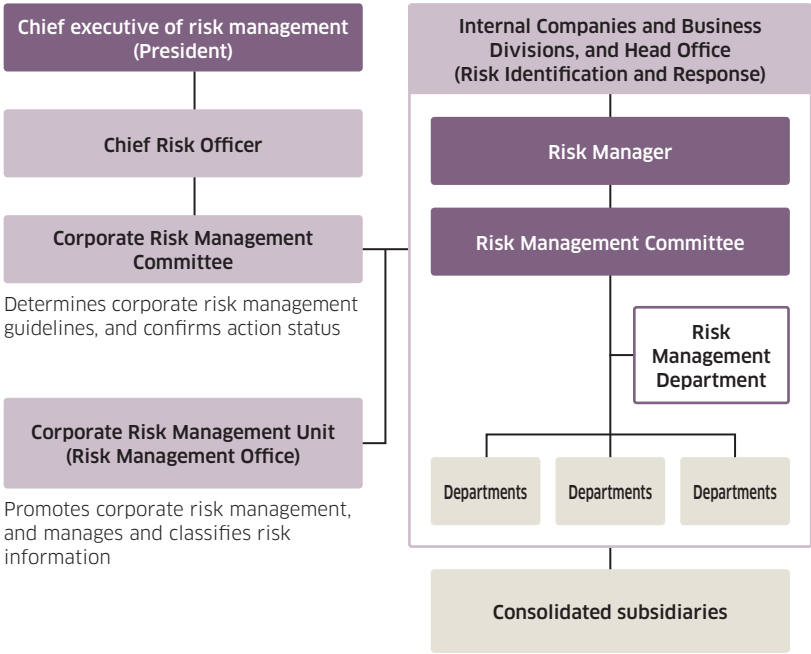 Chief executive of risk management
(President)
Chief Risk Officer
Corporate Risk Management
Committee
Determines corporate risk management
guidelines, and confirms action status
Corporate Risk Management Unit
(Risk Management Office)
Promotes corporate risk management,
and manages and classifies risk
information
Internal Companies and Business
Divisions, and Head Office
(Risk Identification and Response)
Risk Manager
Risk Management Committee
Risk
Management
Department
Departments
Departments
Departments
Consolidated subsidiaries